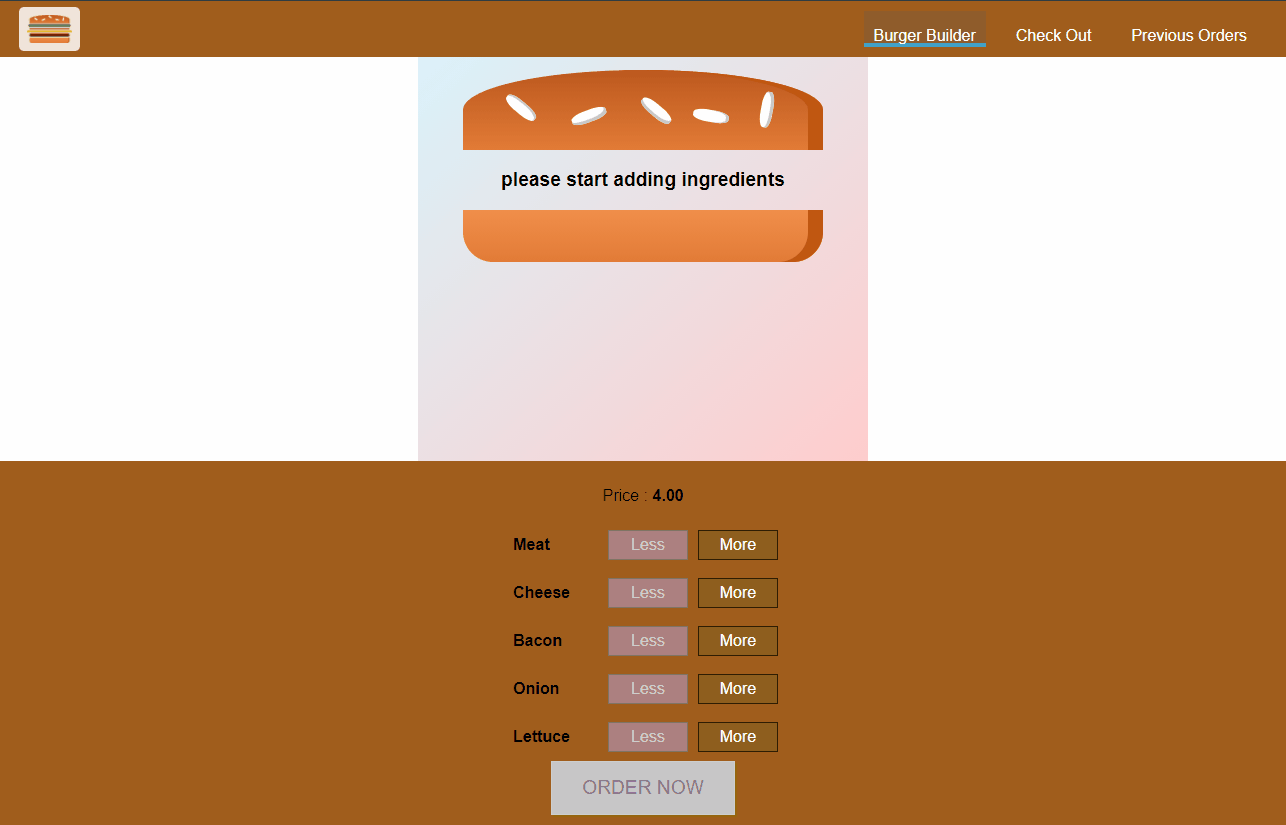 Burger Builder Check Out Previous Orders
please start adding ingredients
Price : 4.00
Meat Less More
Cheese Less More
Bacon Less More
Onion Less More
Lettuce Less More
ORDER NOW